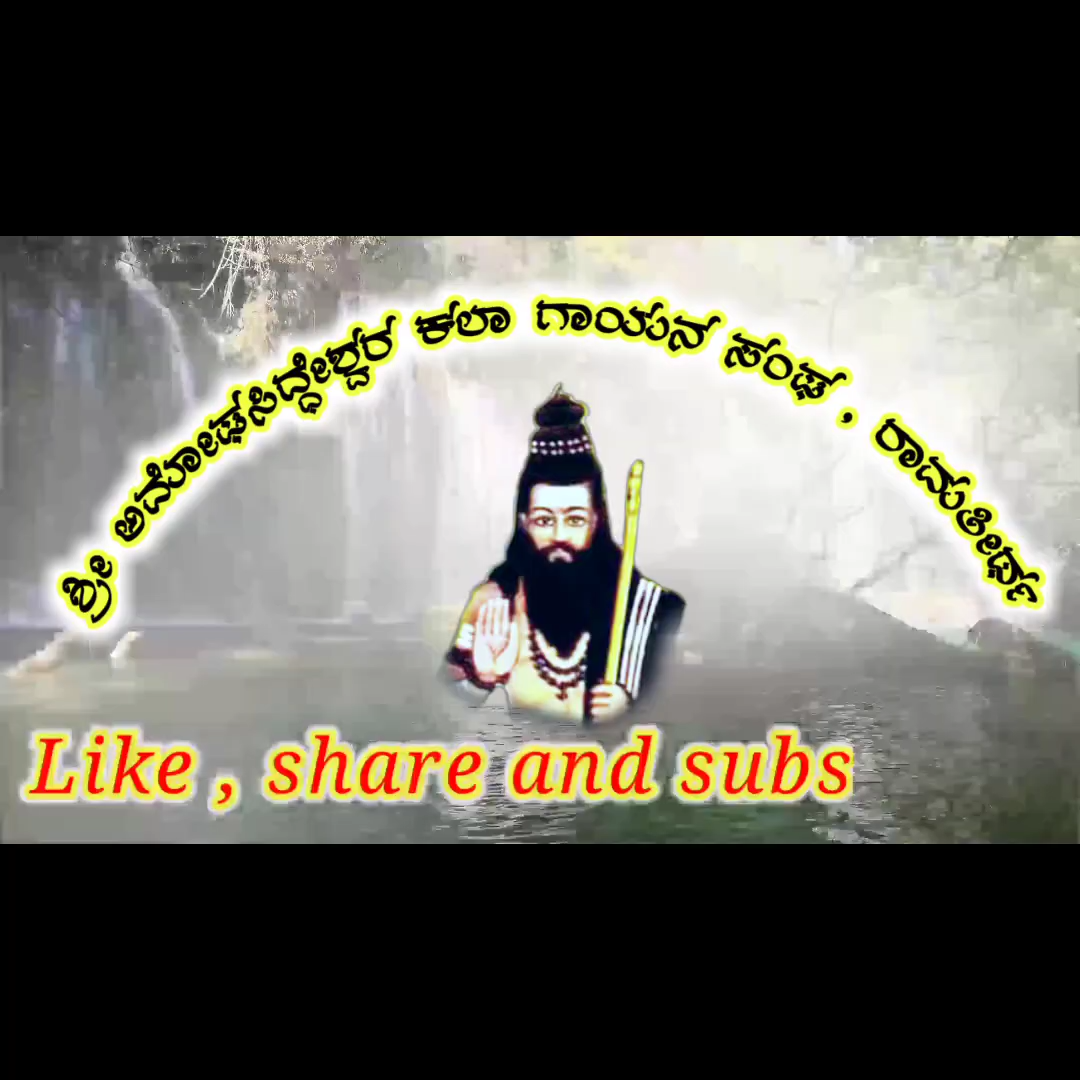 ಶ್ರೀ ಅಮೋಘಸಿದ್ಧೇಶ್ವರ ಕಲಾ ಗಾಯನ ಸಂಘ , ರಾಮತೀರ್ಥ
Like , share and subs